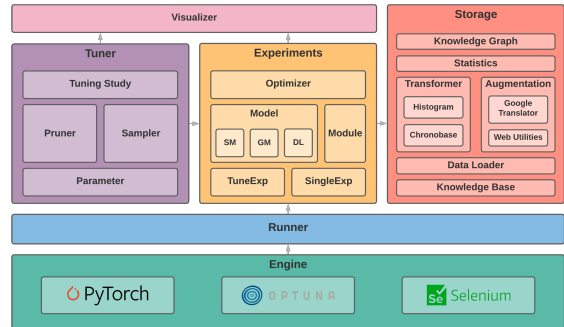 Visualizer
Tuner
Tuning Study
Pruner
Sampler
Parameter
Experiments
Optimizer
Model
SM
GM
DL
Module
TuneExp
SingleExp
Storage
Knowledge Graph
Statistics
Transformer
Histogram
Chronobase
Augmentation
Google
Translator
Web Utilities
Data Loader
Knowledge Base
Runner
Engine
PyTorch
OPTUNA
Se
Selenium